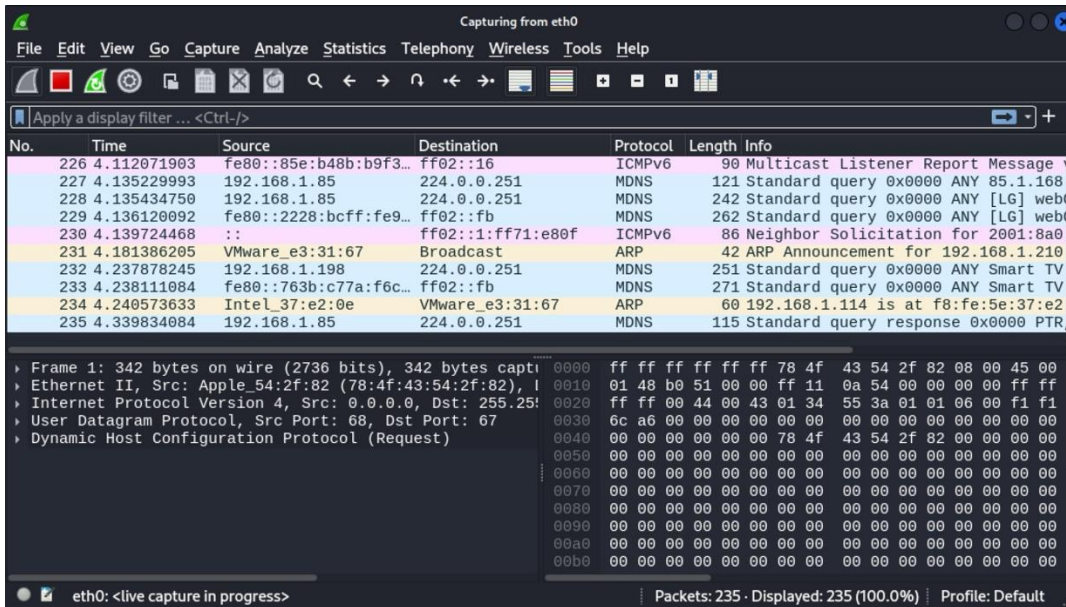 Capturing from eth0
File Edit View Go Capture Analyze Statistics Telephony Wireless Tools Help
Apply a display filter ... <Ctrl-/>
No. Time Source Destination Protocol Length Info
226 4.112071903 fe80::85e:b48b:b9f3… ff02::16 ICMPv6 90 Multicast Listener Report Message v
227 4.135229993 192.168.1.85 224.0.0.251 MDNS 121 Standard query 0x0000 ANY 85.1.168
228 4.135434750 192.168.1.85 224.0.0.251 MDNS 242 Standard query 0x0000 ANY [LG] webO
229 4.136120092 fe80::2228:bcff:fe9… ff02::fb MDNS 262 Standard query 0x0000 ANY [LG] webO
230 4.139724468 :: ff02::1:ff71:e80f ICMPv6 86 Neighbor Solicitation for 2001:8a0
231 4.181386205 VMware_e3:31:67 Broadcast ARP 42 ARP Announcement for 192.168.1.210
232 4.237878245 192.168.1.198 224.0.0.251 MDNS 251 Standard query 0x0000 ANY Smart TV
233 4.238111084 fe80::763b:c77a:f6c… ff02::fb MDNS 271 Standard query 0x0000 ANY Smart TV
234 4.240573633 Intel_37:e2:0e VMware_e3:31:67 ARP 60 192.168.1.114 is at f8:fe:5e:37:e2
235 4.339834084 192.168.1.85 224.0.0.251 MDNS 115 Standard query response 0x0000 PTR,
Frame 1: 342 bytes on wire (2736 bits), 342 bytes captu
Ethernet II, Src: Apple_54:2f:82 (78:4f:43:54:2f:82), D
Internet Protocol Version 4, Src: 0.0.0.0, Dst: 255.255
User Datagram Protocol, Src Port: 68, Dst Port: 67
Dynamic Host Configuration Protocol (Request)
0000 ff ff ff ff ff ff 78 4f 43 54 2f 82 08 00 45 00
0010 01 48 b0 51 00 00 ff 11 0a 54 00 00 00 00 ff ff
0020 ff ff 00 44 00 43 01 34 55 3a 01 01 06 00 f1 f1
0030 6c a6 00 00 00 00 00 00 00 00 00 00 00 00 00 00
0040 00 00 00 00 00 00 78 4f 43 54 2f 82 00 00 00 00
0050 00 00 00 00 00 00 00 00 00 00 00 00 00 00 00 00
0060 00 00 00 00 00 00 00 00 00 00 00 00 00 00 00 00
0070 00 00 00 00 00 00 00 00 00 00 00 00 00 00 00 00
0080 00 00 00 00 00 00 00 00 00 00 00 00 00 00 00 00
0090 00 00 00 00 00 00 00 00 00 00 00 00 00 00 00 00
00a0 00 00 00 00 00 00 00 00 00 00 00 00 00 00 00 00
00b0 00 00 00 00 00 00 00 00 00 00 00 00 00 00 00 00
eth0: <live capture in progress> Packets: 235 · Displayed: 235 (100.0%) Profile: Default